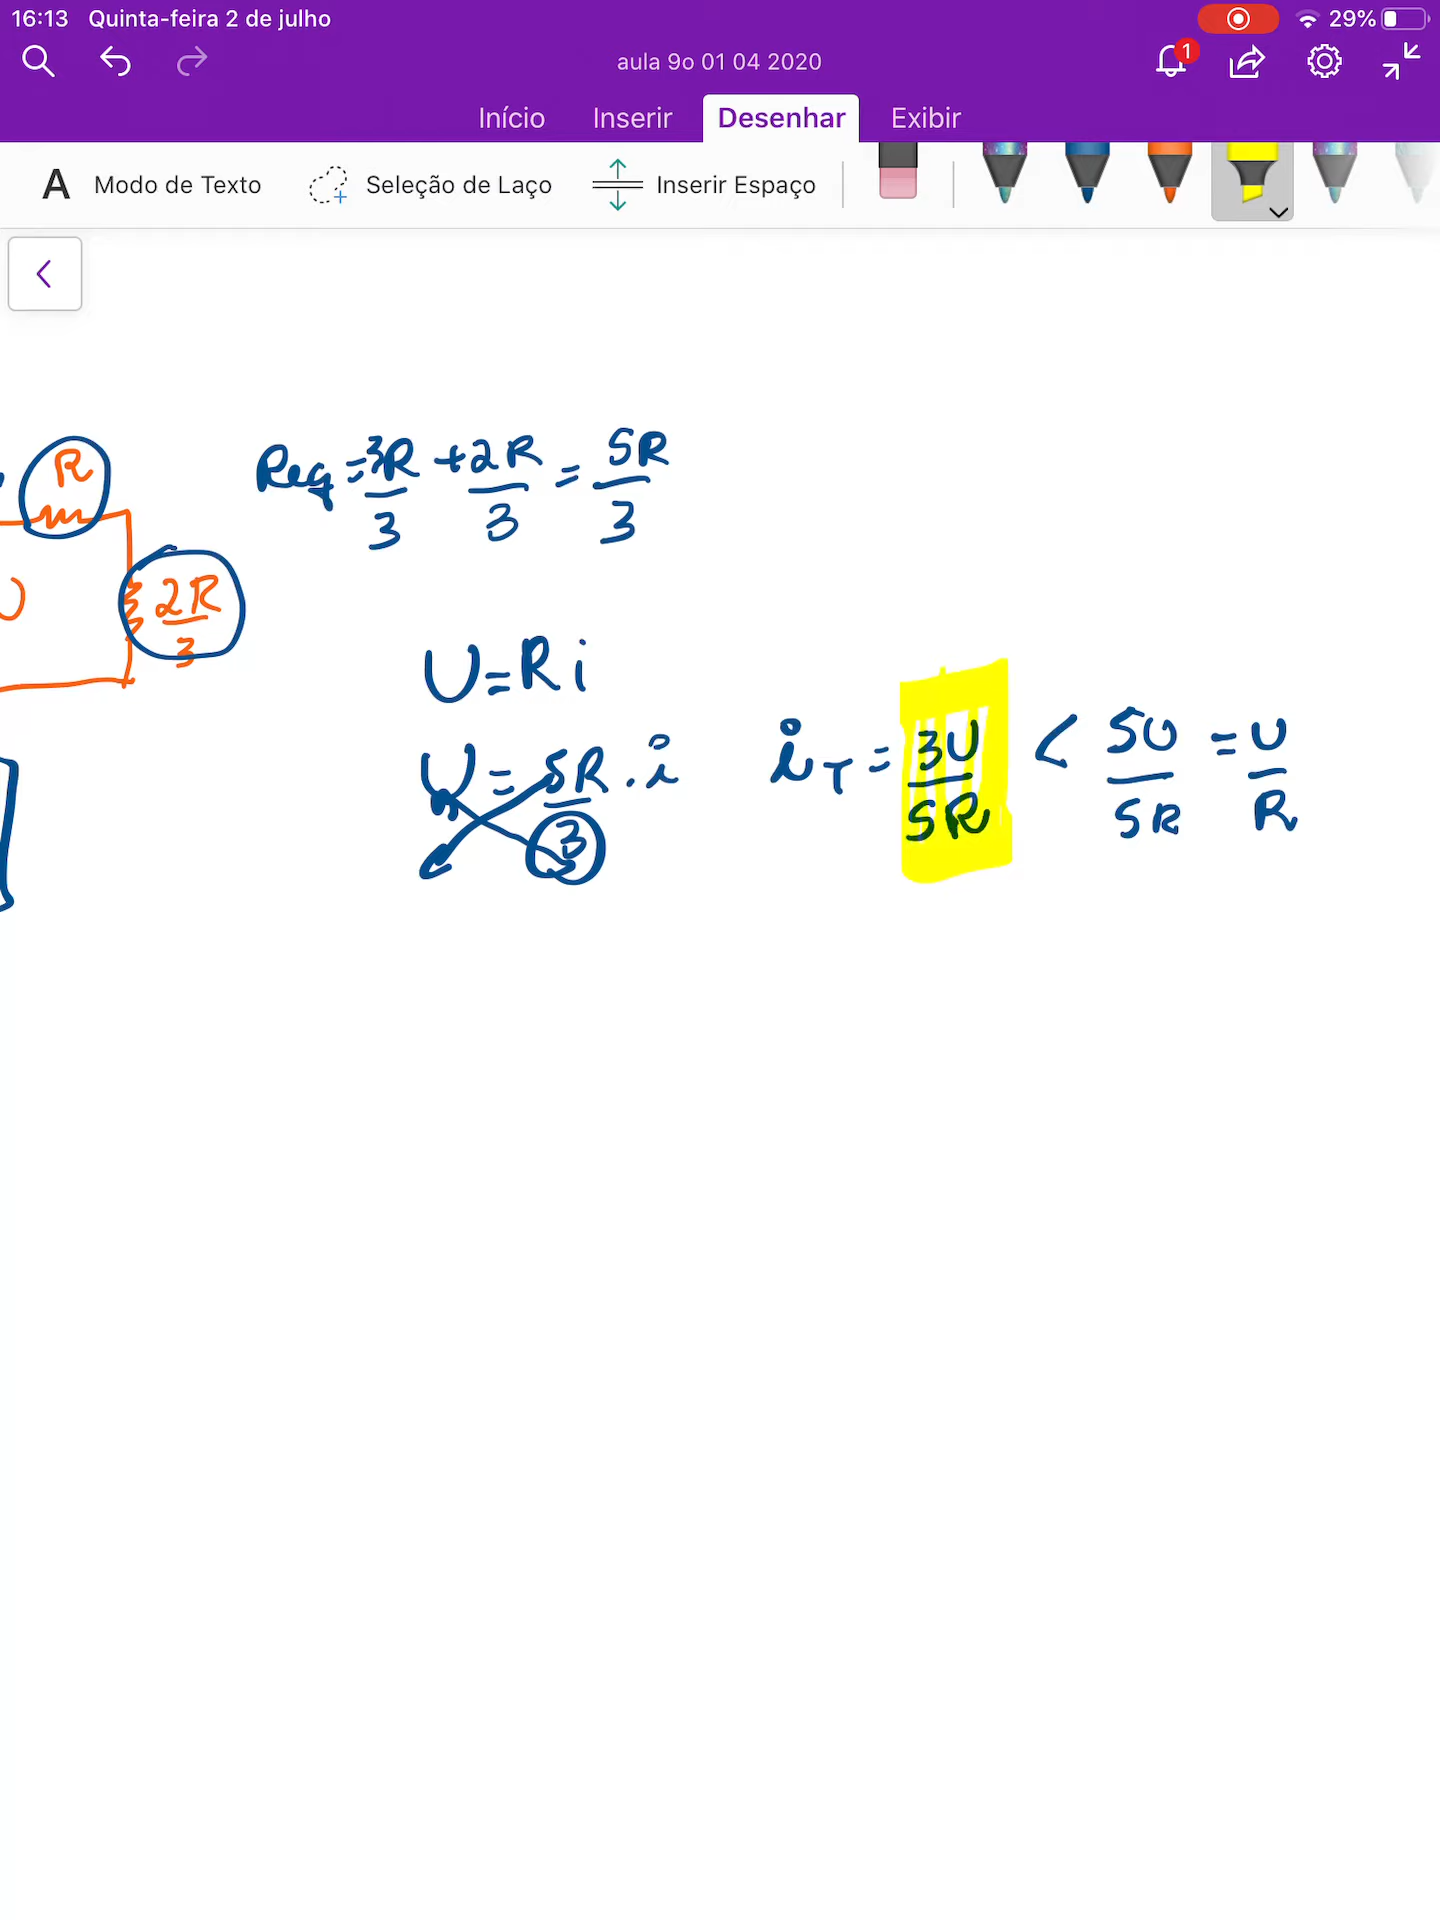 16:13 Quinta-feira 2 de julho 29%
aula 9o 01 04 2020 1
Início Inserir Desenhar Exibir
A Modo de Texto Seleção de Laço Inserir Espaço
R
Req = 3R/3 + 2R/3 = 5R/3
U 2R/3
U = R i
U = 5R/3 . i
i_T = 3U/5R < 5U/5R = U/R